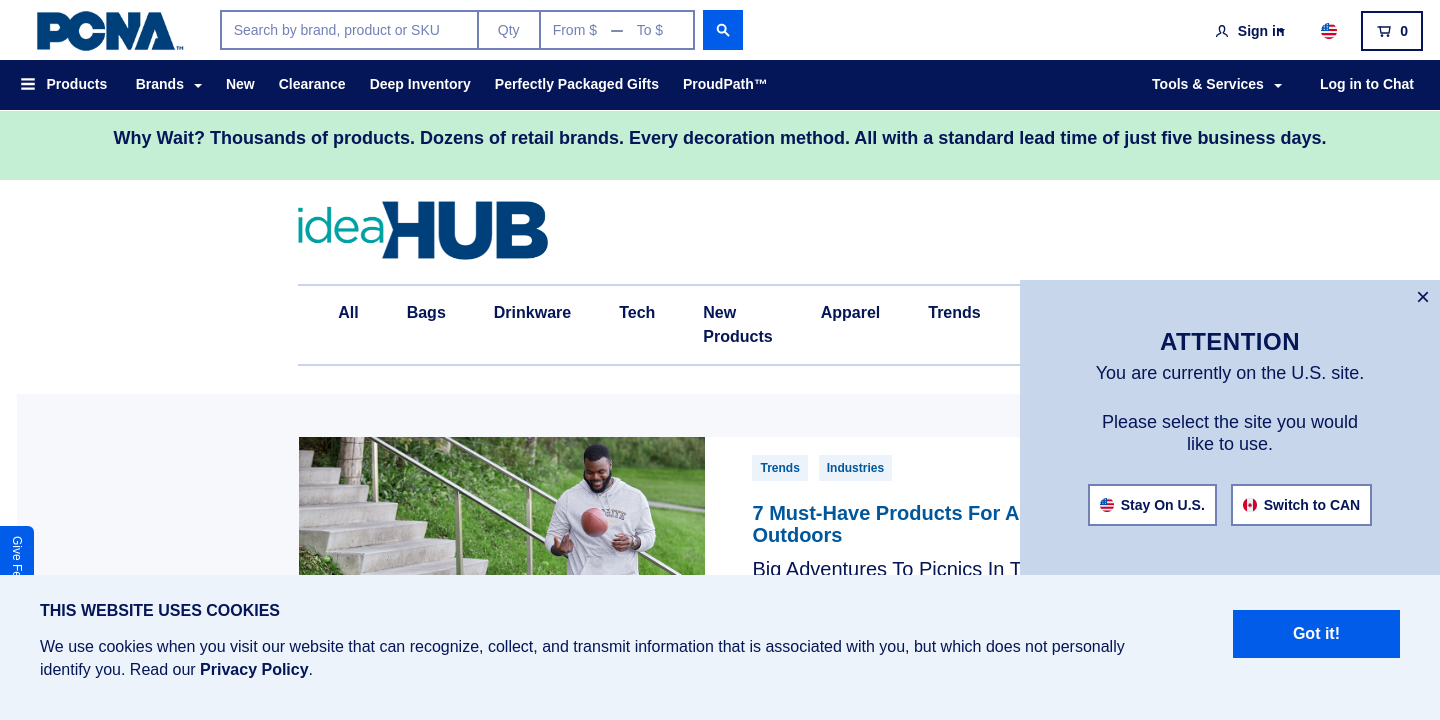 PCNA™
Search by brand, product or SKU
Qty
From $ — To $
Sign in
0
Products
Brands
New
Clearance
Deep Inventory
Perfectly Packaged Gifts
ProudPath™
Tools & Services
Log in to Chat
Why Wait? Thousands of products. Dozens of retail brands. Every decoration method. All with a standard lead time of just five business days.
ideaHUB
All
Bags
Drinkware
Tech
New
Products
Apparel
Trends
×
ATTENTION
You are currently on the U.S. site.
Please select the site you would
like to use.
Stay On U.S.
Switch to CAN
Trends
Industries
7 Must-Have Products For A
Outdoors
Big Adventures To Picnics In T
Give Fe
THIS WEBSITE USES COOKIES
We use cookies when you visit our website that can recognize, collect, and transmit information that is associated with you, but which does not personally
identify you. Read our Privacy Policy.
Got it!